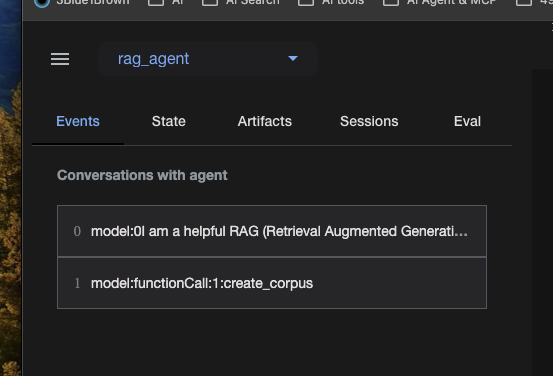 3Blue1Brown AI AI Search AI tools AI Agent & MCP
rag_agent
Events State Artifacts Sessions Eval
Conversations with agent
0 model:0I am a helpful RAG (Retrieval Augmented Generati...
1 model:functionCall:1:create_corpus